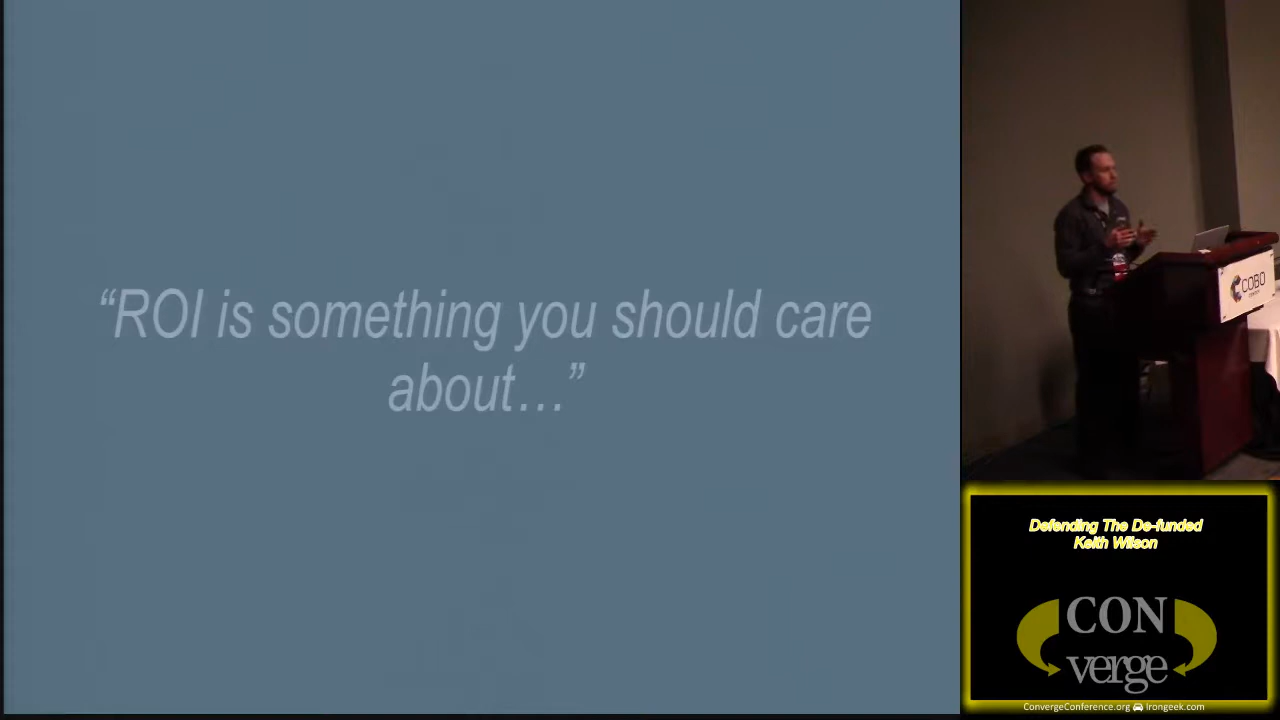 “ROI is something you should care
about…”
COBO
Defending The De-funded
Keith Wilson
CON
verge
ConvergeConference.org Irongeek.com